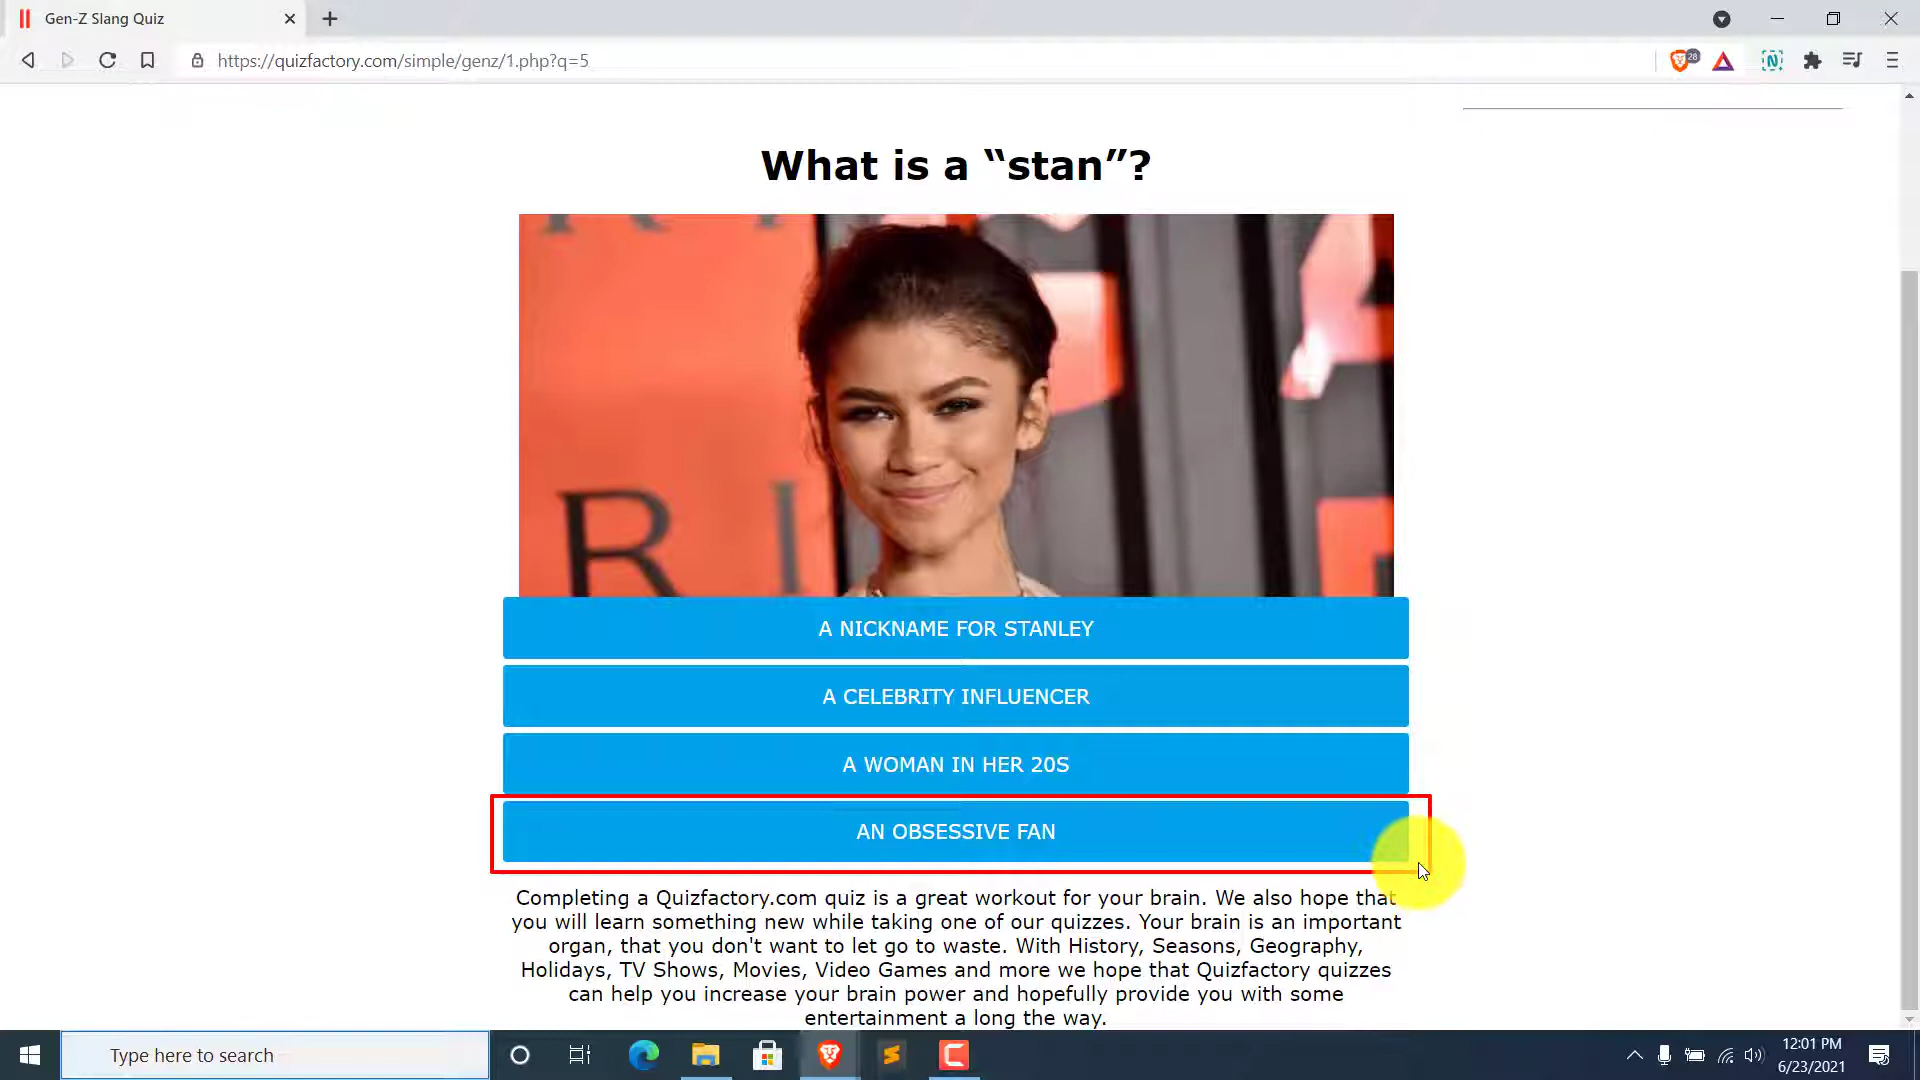 Gen-Z Slang Quiz
https://quizfactory.com/simple/genz/1.php?q=5
28
What is a “stan”?
R I
R I
A NICKNAME FOR STANLEY
A CELEBRITY INFLUENCER
A WOMAN IN HER 20S
AN OBSESSIVE FAN
Completing a Quizfactory.com quiz is a great workout for your brain. We also hope that
you will learn something new while taking one of our quizzes. Your brain is an important
organ, that you don't want to let go to waste. With History, Seasons, Geography,
Holidays, TV Shows, Movies, Video Games and more we hope that Quizfactory quizzes
can help you increase your brain power and hopefully provide you with some
entertainment a long the way.
Type here to search
12:01 PM
6/23/2021